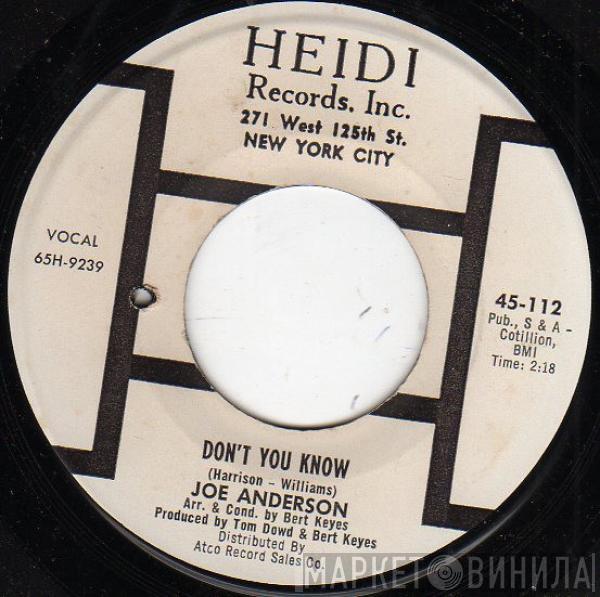 HEIDI
Records, Inc.
271 West 125th St.
NEW YORK CITY
VOCAL
65H-9239
45-112
Pub., S & A -
Cotillion,
BMI
Time: 2:18
DON'T YOU KNOW
(Harrison - Williams)
JOE ANDERSON
Arr. & Cond. by Bert Keyes
Produced by Tom Dowd & Bert Keyes
Distributed By
Atco Record Sales Co.
МАРКЕТ ВИНИЛА